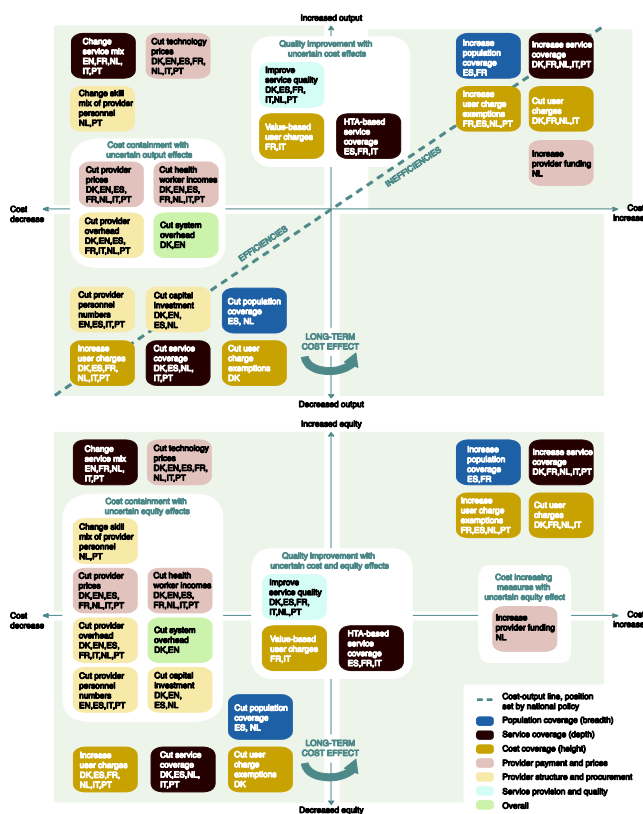 Increased output
Change
service mix
EN,FR,NL,
IT,PT
Cut technology
prices
DK,EN,ES,FR,
NL,IT,PT
Quality improvement with
uncertain cost effects
Increase
population
coverage
ES,FR
Increase service
coverage
DK,FR,NL,IT,PT
Improve
service quality
DK,ES,FR,
IT,NL,PT
Change skill
mix of provider
personnel
NL,PT
Increase
user charge
exemptions
FR,ES,NL,PT
Cut user
charges
DK,FR,NL,IT
Value-based
user charges
FR,IT
HTA-based
service
coverage
ES,FR,IT
Cost containment with
uncertain output effects
Increase
provider funding
NL
INEFFICIENCIES
Cut provider
prices
DK,EN,ES,
FR,NL,IT,PT
Cut health
worker incomes
DK,EN,ES,
FR,NL,IT,PT
Cost
decrease
Cost
increase
Cut provider
overhead
DK,EN,ES,
FR,IT,NL,PT
Cut system
overhead
DK,EN
EFFICIENCIES
Cut provider
personnel
numbers
EN,ES,IT,PT
Cut capital
investment
DK,EN,
ES,NL
Cut population
coverage
ES, NL
LONG-TERM
COST EFFECT
Increase
user charges
DK,ES,FR,
NL,IT,PT
Cut service
coverage
DK,ES,NL,
IT,PT
Cut user
charge
exemptions
DK
Decreased output
Increased equity
Change
service mix
EN,FR,NL,
IT,PT
Cut technology
prices
DK,EN,ES,FR,
NL,IT,PT
Increase
population
coverage
ES,FR
Increase service
coverage
DK,FR,NL,IT,PT
Cost containment with
uncertain equity effects
Increase
user charge
exemptions
FR,ES,NL,PT
Cut user
charges
DK,FR,NL,IT
Change skill
mix of provider
personnel
NL,PT
Quality improvement with
uncertain cost and equity effects
Cut provider
prices
DK,EN,ES,
FR,NL,IT,PT
Cut health
worker incomes
DK,EN,ES,
FR,NL,IT,PT
Improve
service quality
DK,ES,FR,
IT,NL,PT
Cost increasing
measures with
uncertain equity effect
Cost
decrease
Increase
provider funding
NL
Cost
increase
Cut provider
overhead
DK,EN,ES,
FR,IT,NL,PT
Cut system
overhead
DK,EN
Value-based
user charges
FR,IT
HTA-based
service
coverage
ES,FR,IT
Cut provider
personnel
numbers
EN,ES,IT,PT
Cut capital
investment
DK,EN,
ES,NL
Cut population
coverage
ES, NL
LONG-TERM
COST EFFECT
Increase
user charges
DK,ES,FR,
NL,IT,PT
Cut service
coverage
DK,ES,NL,
IT,PT
Cut user
charge
exemptions
DK
Decreased equity
Cost-output line, position
set by national policy
Population coverage (breadth)
Service coverage (depth)
Cost coverage (height)
Provider payment and prices
Provider structure and procurement
Service provision and quality
Overall